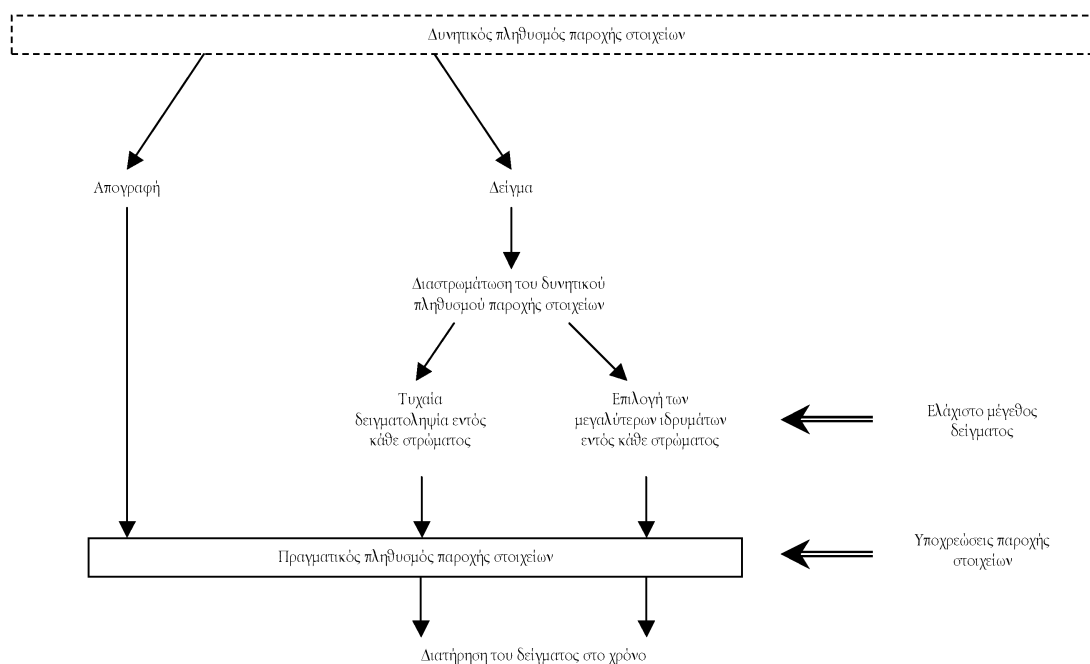 Δυνητικός πληθυσμός παροχής στοιχείων
Απογραφή
Δείγμα
Διαστρωμάτωση του δυνητικού
πληθυσμού παροχής στοιχείων
Τυχαία
δειγματοληψία εντός
κάθε στρώματος
Επιλογή των
μεγαλύτερων ιδρυμάτων
εντός κάθε στρώματος
Ελάχιστο μέγεθος
δείγματος
Πραγματικός πληθυσμός παροχής στοιχείων
Υποχρεώσεις παροχής
στοιχείων
Διατήρηση του δείγματος στο χρόνο